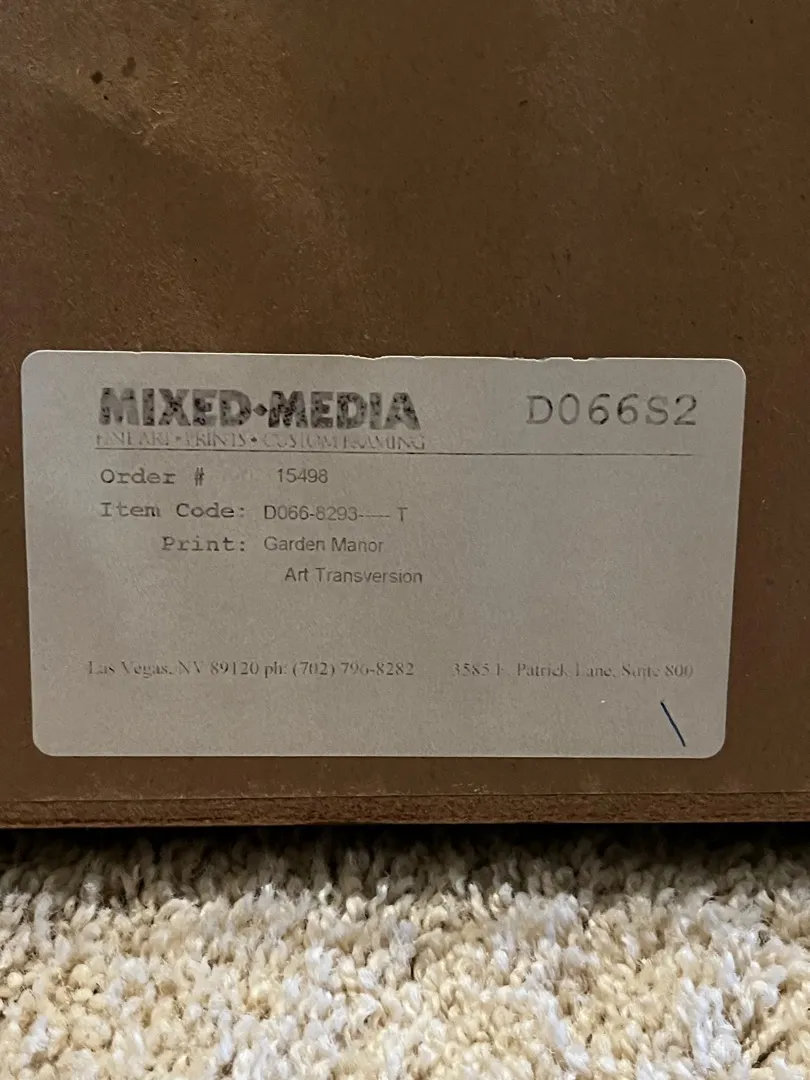 MIXED◆MEDIA D066S2
FINE ART • PRINTS • CUSTOM FRAMING
Order # 15498
Item Code: D066-8293----- T
Print: Garden Manor
Art Transversion
Las Vegas, NV 89120 ph: (702) 796-8282 3585 E. Patrick Lane, Suite 800